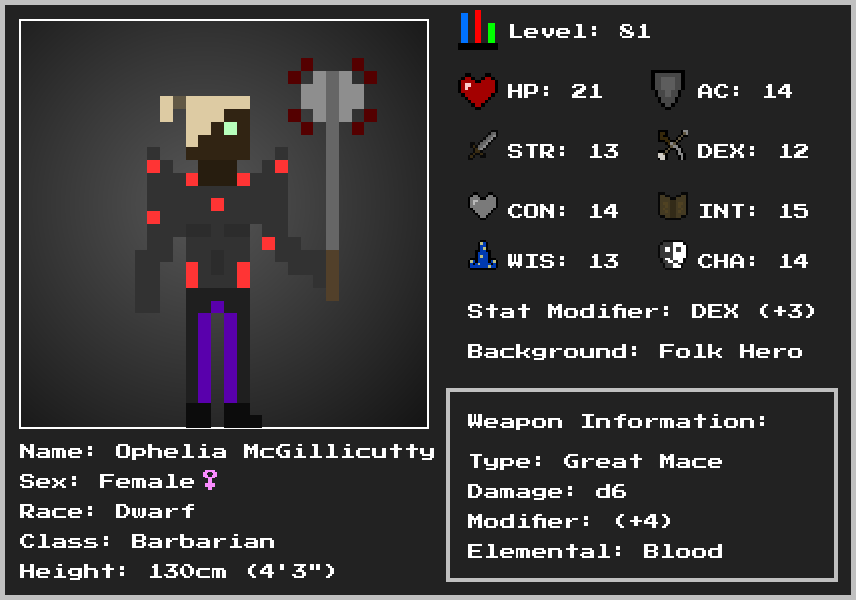 Level: 81
HP: 21
AC: 14
STR: 13
DEX: 12
CON: 14
INT: 15
WIS: 13
CHA: 14
Stat Modifier: DEX (+3)
Background: Folk Hero
Weapon Information:
Type: Great Mace
Damage: d6
Modifier: (+4)
Elemental: Blood
Name: Ophelia McGillicutty
Sex: Female♀
Race: Dwarf
Class: Barbarian
Height: 130cm (4'3")